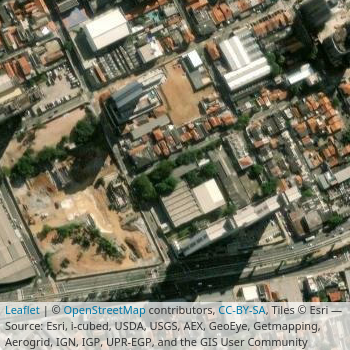 Leaflet | © OpenStreetMap contributors, CC-BY-SA, Tiles © Esri —
Source: Esri, i-cubed, USDA, USGS, AEX, GeoEye, Getmapping,
Aerogrid, IGN, IGP, UPR-EGP, and the GIS User Community